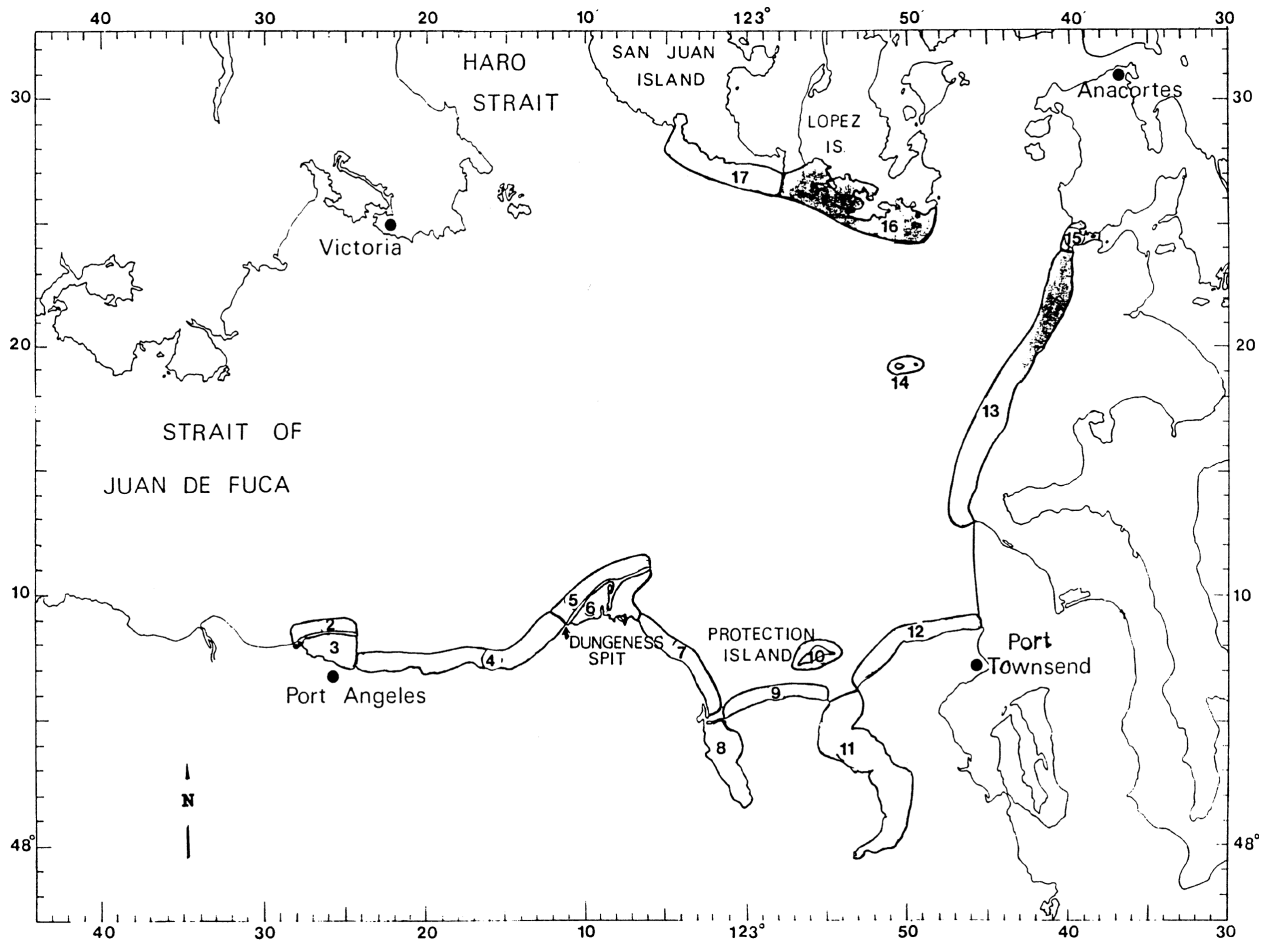 40 30 20 10 123° 50 40 30
HARO
STRAIT
SAN JUAN
ISLAND
LOPEZ
IS.
Anacortes
30 30
17
16
15
Victoria
20 20
14
13
STRAIT OF
JUAN DE FUCA
10 10
5
6
2
3
4
DUNGENESS
SPIT
7
PROTECTION
ISLAND
10
12
Port
Townsend
Port Angeles
9
8
11
N
48° 48°
40 30 20 10 123° 50 40 30